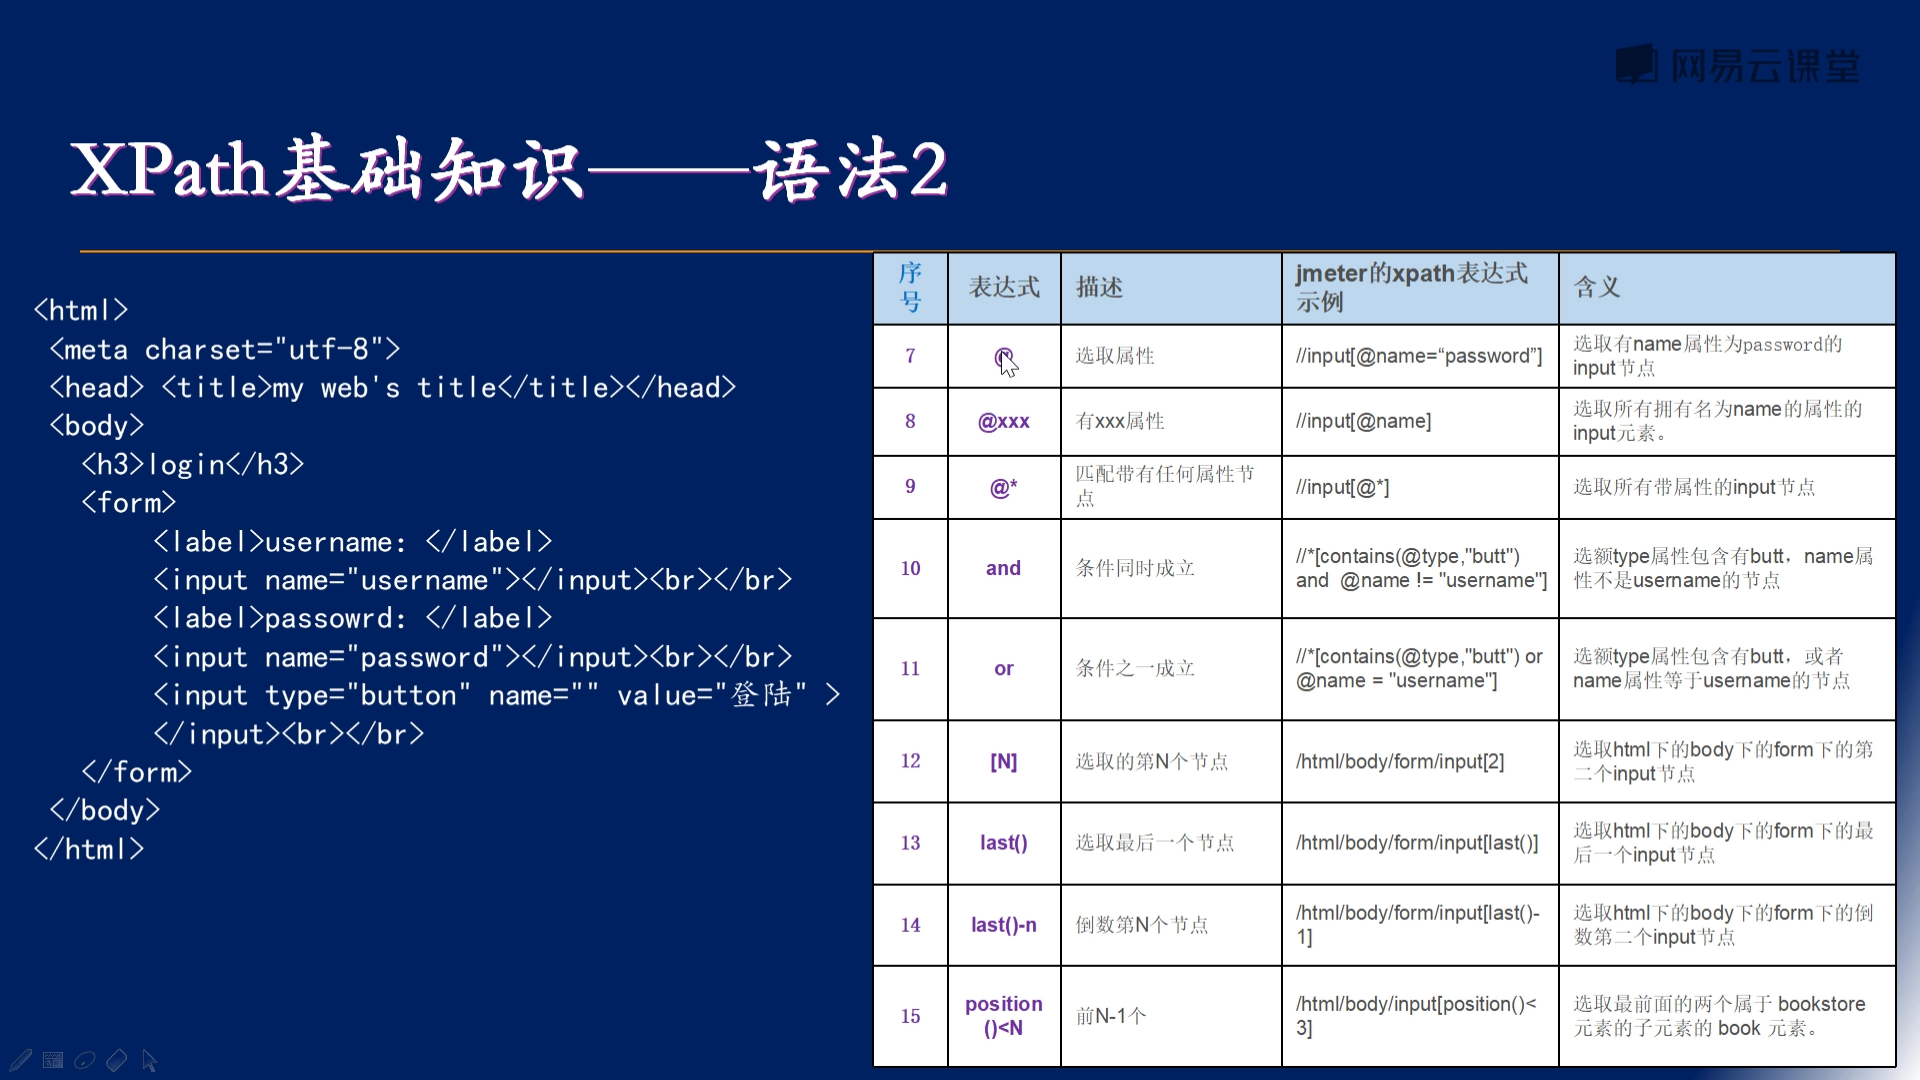 网易云课堂
XPath基础知识——语法2
<html>
<meta charset="utf-8">
<head> <title>my web's title</title></head>
<body>
<h3>login</h3>
<form>
<label>username: </label>
<input name="username"></input><br></br>
<label>passowrd: </label>
<input name="password"></input><br></br>
<input type="button" name="" value="登陆" >
</input><br></br>
</form>
</body>
</html>
序
号
表达式
描述
jmeter的xpath表达式
示例
含义
7
@
选取属性
//input[@name=“password”]
选取有name属性为password的
input节点
8
@xxx
有xxx属性
//input[@name]
选取所有拥有名为name的属性的
input元素。
9
@*
匹配带有任何属性节
点
//input[@*]
选取所有带属性的input节点
10
and
条件同时成立
//*[contains(@type,"butt")
and @name != "username"]
选额type属性包含有butt，name属
性不是username的节点
11
or
条件之一成立
//*[contains(@type,"butt") or
@name = "username"]
选额type属性包含有butt，或者
name属性等于username的节点
12
[N]
选取的第N个节点
/html/body/form/input[2]
选取html下的body下的form下的第
二个input节点
13
last()
选取最后一个节点
/html/body/form/input[last()]
选取html下的body下的form下的最
后一个input节点
14
last()-n
倒数第N个节点
/html/body/form/input[last()-
1]
选取html下的body下的form下的倒
数第二个input节点
15
position
()<N
前N-1个
/html/body/input[position()<
3]
选取最前面的两个属于 bookstore
元素的子元素的 book 元素。